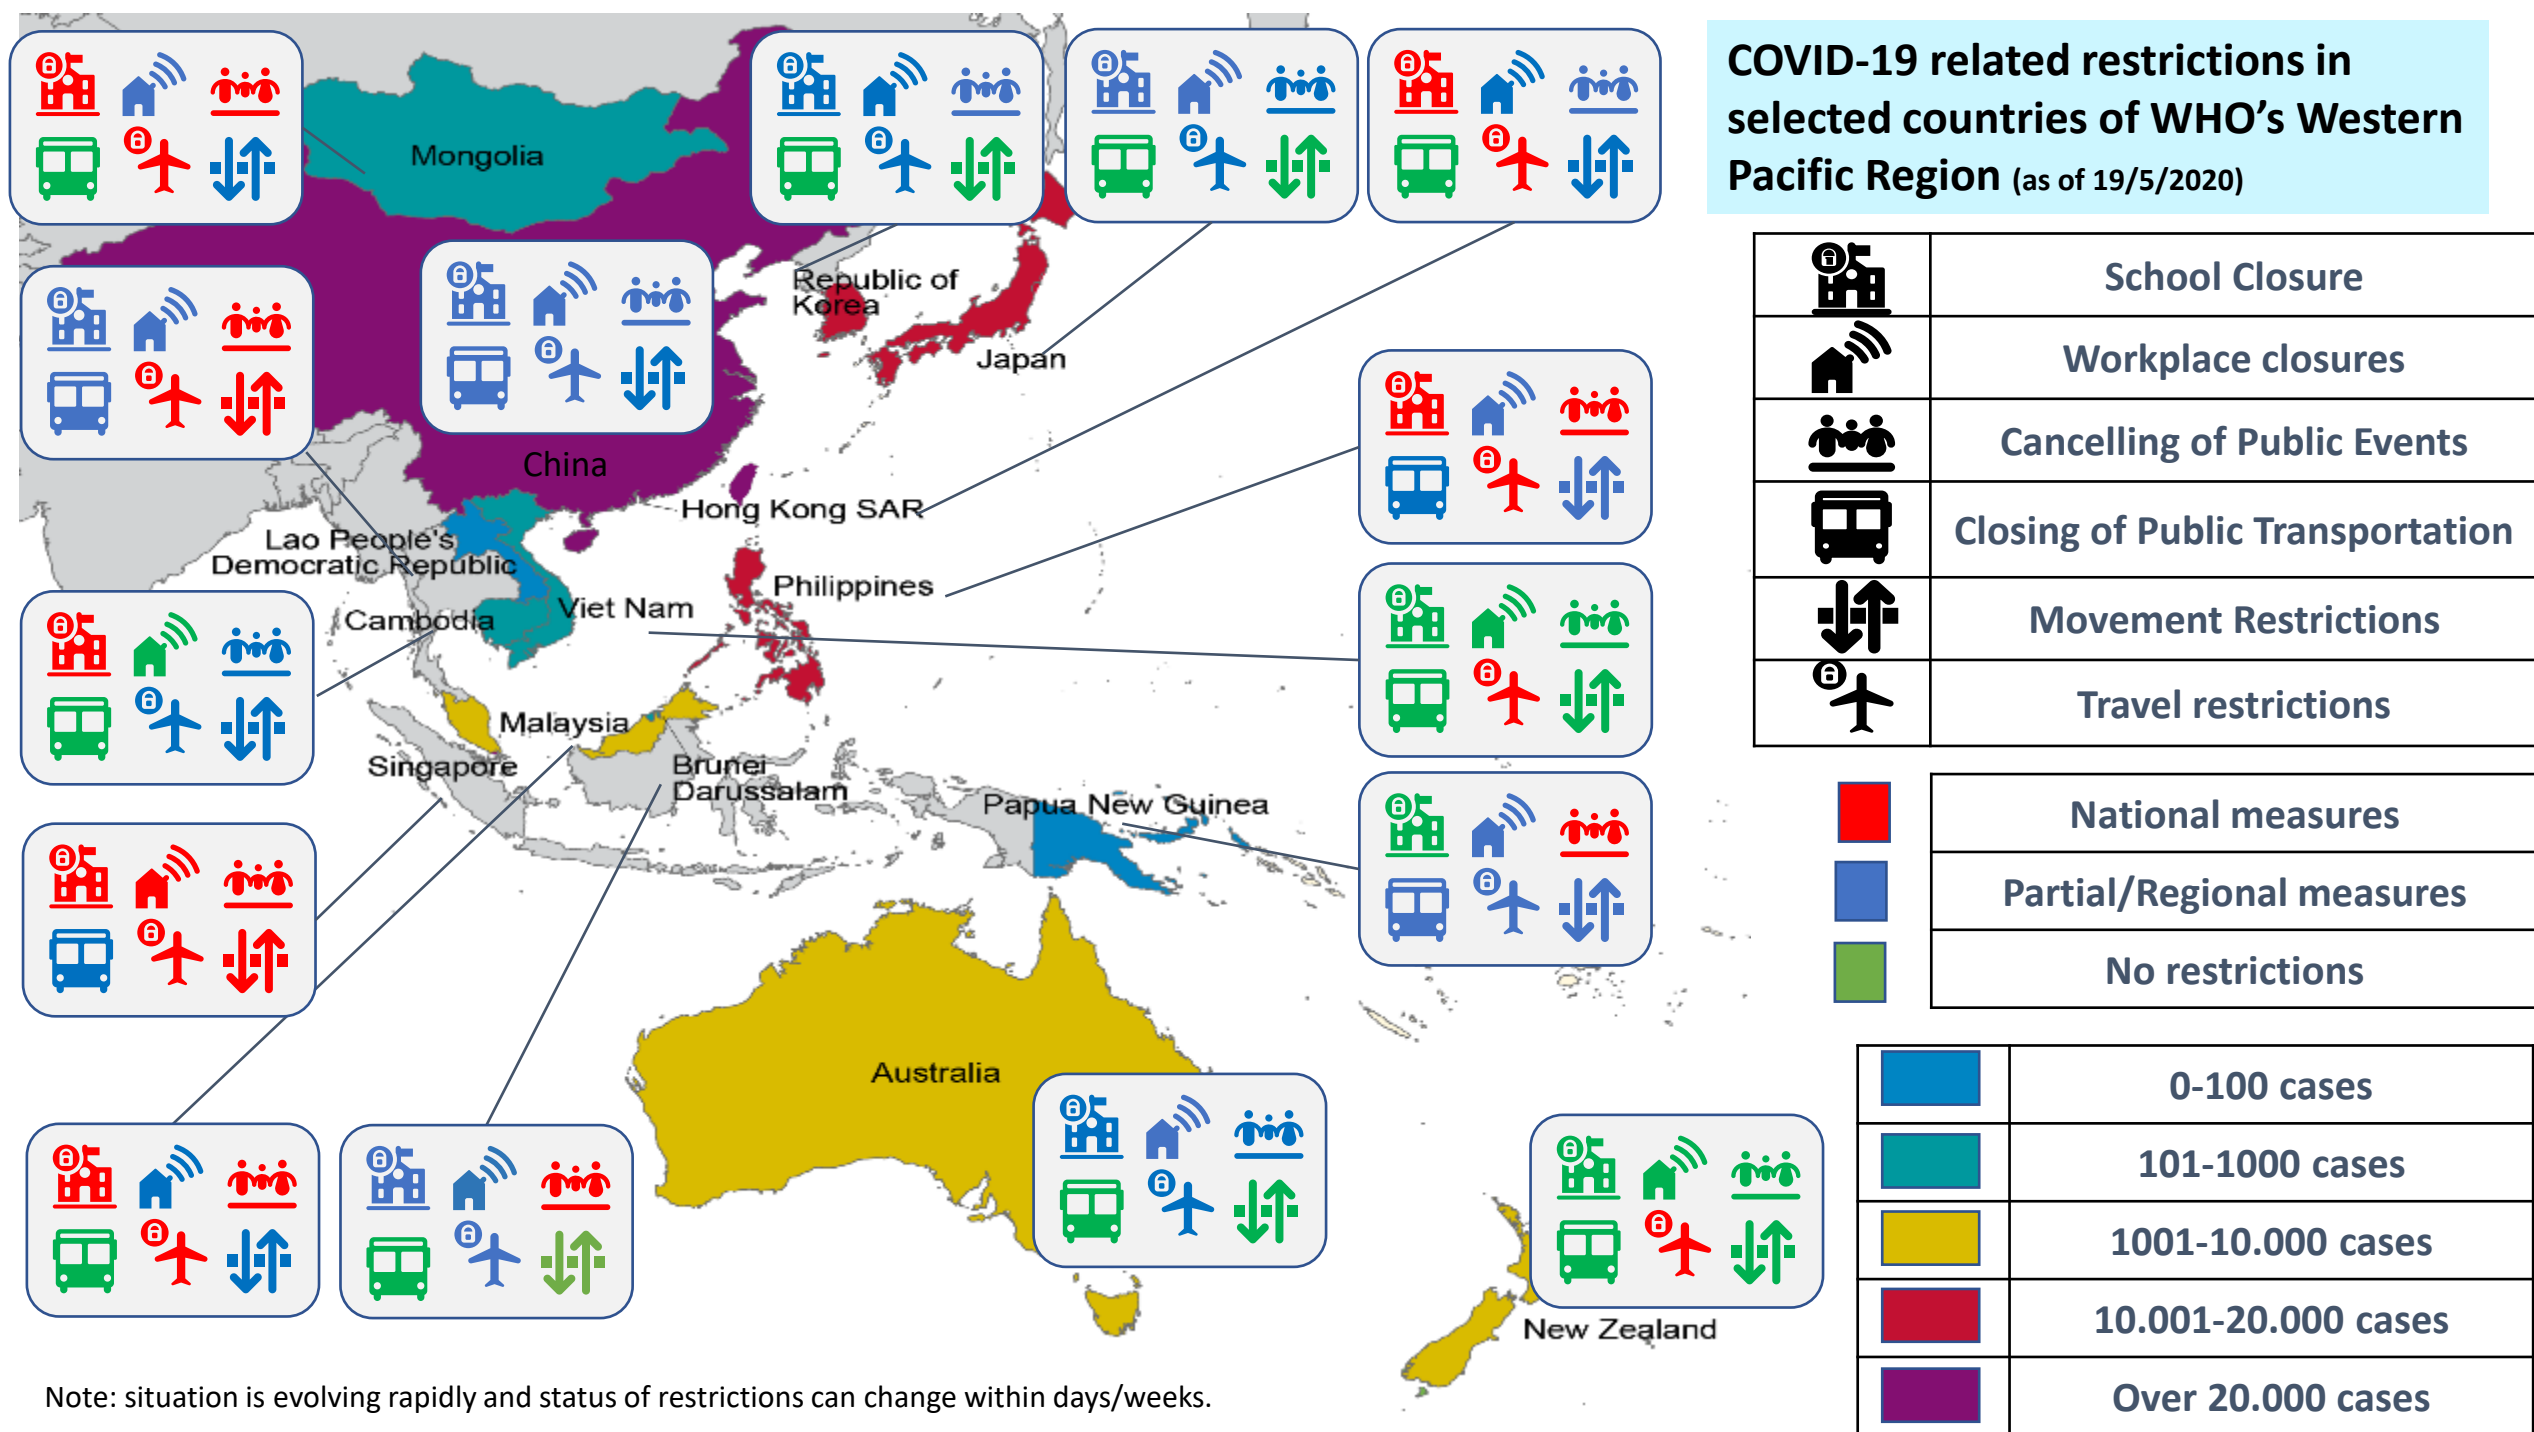 COVID-19 related restrictions in
selected countries of WHO's Western
Pacific Region (as of 19/5/2020)
School Closure
Workplace closures
Cancelling of Public Events
Closing of Public Transportation
Movement Restrictions
Travel restrictions
National measures
Partial/Regional measures
No restrictions
0-100 cases
101-1000 cases
1001-10.000 cases
10.001-20.000 cases
Over 20.000 cases
Mongolia
Republic of
Korea
Japan
China
Hong Kong SAR
Lao People's
Democratic Republic
Philippines
Viet Nam
Cambodia
Malaysia
Singapore
Brunei
Darussalam
Papua New Guinea
Australia
New Zealand
Note: situation is evolving rapidly and status of restrictions can change within days/weeks.